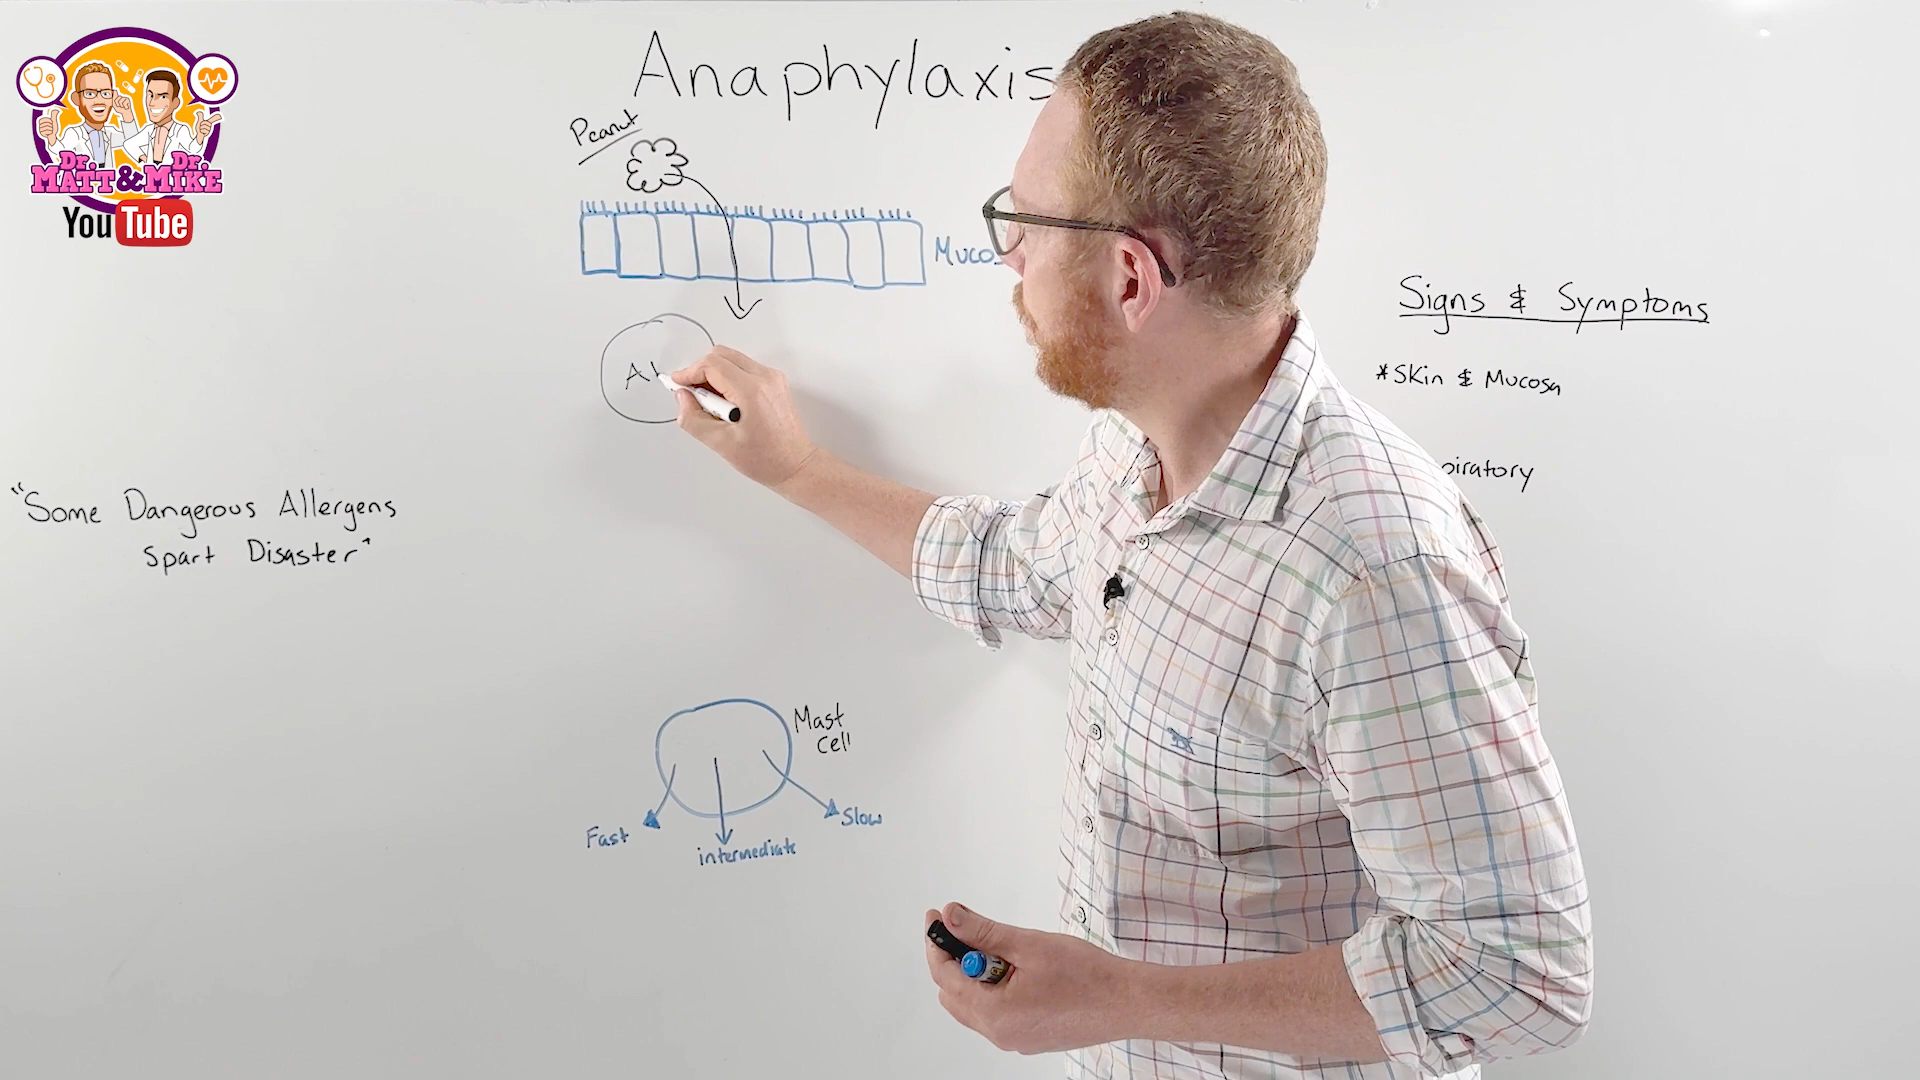 Dr. Dr.
MATT & MIKE
YouTube
Anaphylaxis
Peanut
Mucos
Signs & Symptoms
*Skin & Mucosa
piratory
"Some Dangerous Allergens
Spart Disaster"
Mast
Cell
Fast
intermediate
Slow